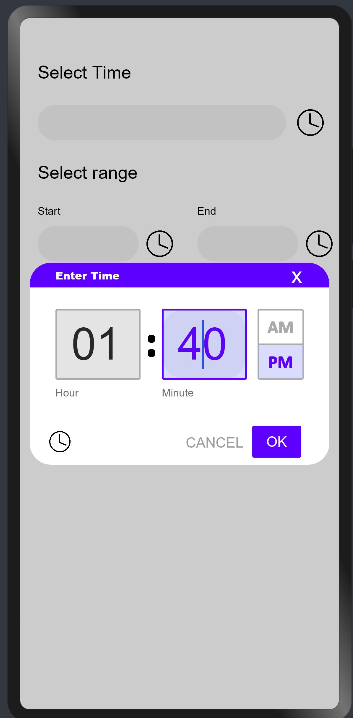 Select Time
Select range
Start End
Enter Time X
01 : 40 AM
PM
Hour Minute
CANCEL OK